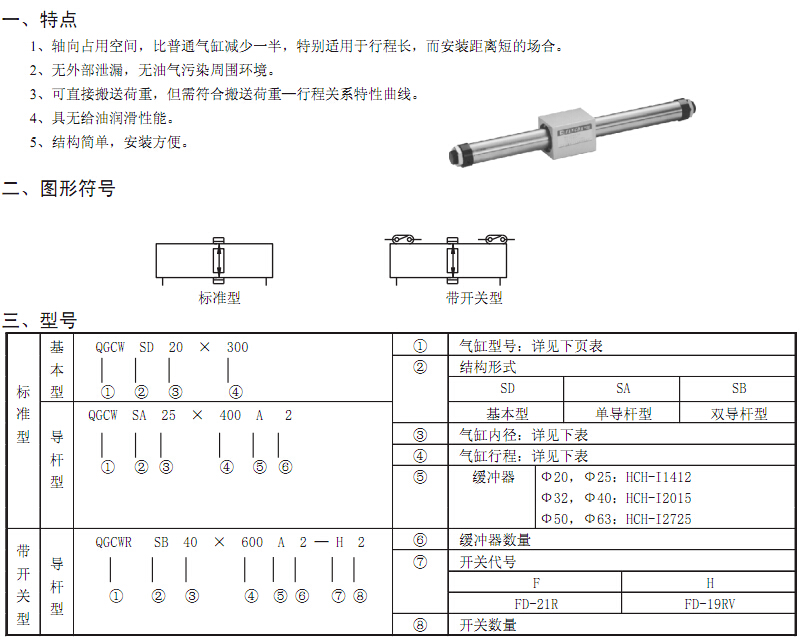 一、特点
1、轴向占用空间，比普通气缸减少一半，特别适用于行程长，而安装距离短的场合。
2、无外部泄漏，无油气污染周围环境。
3、可直接搬送荷重，但需符合搬送荷重—行程关系特性曲线。
4、具无给油润滑性能。
5、结构简单，安装方便。
二、图形符号
标准型
带开关型
三、型号
标准型
基本型
QGCW SD 20 × 300
① ② ③ ④
导杆型
QGCW SA 25 × 400 A 2
① ② ③ ④ ⑤ ⑥
带开关型
导杆型
QGCWR SB 40 × 600 A 2 — H 2
① ② ③ ④ ⑤ ⑥ ⑦ ⑧
① 气缸型号：详见下页表
② 结构形式
SD SA SB
基本型 单导杆型 双导杆型
③ 气缸内径：详见下表
④ 气缸行程：详见下表
⑤ 缓冲器 Φ20，Φ25：HCH-I1412
Φ32，Φ40：HCH-I2015
Φ50，Φ63：HCH-I2725
⑥ 缓冲器数量
⑦ 开关代号
F H
FD-21R FD-19RV
⑧ 开关数量